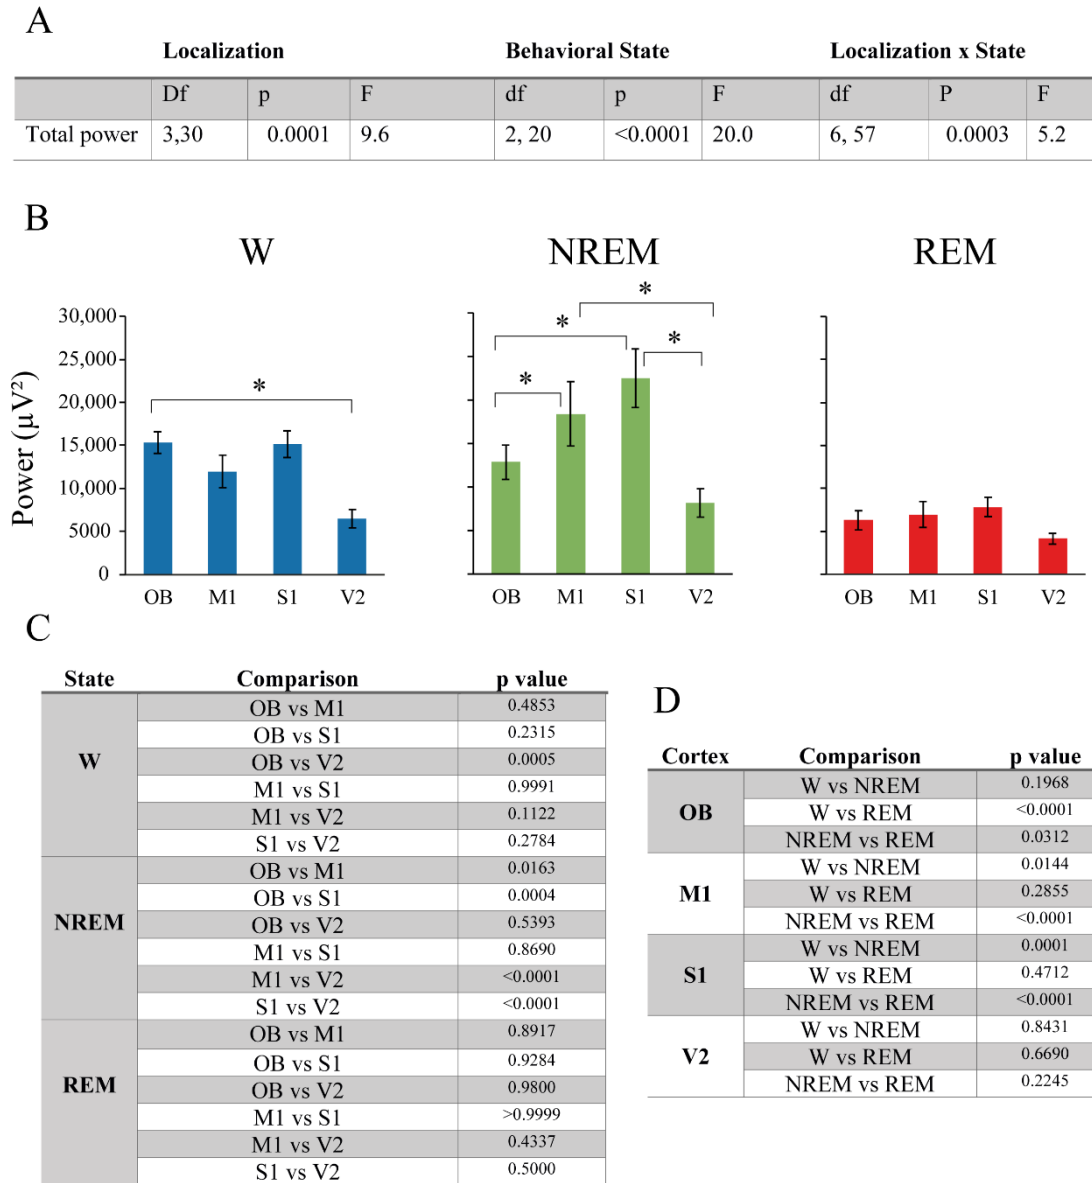 A
Localization Behavioral State Localization x State
Df p F df p F df P F
Total power 3,30 0.0001 9.6 2, 20 <0.0001 20.0 6, 57 0.0003 5.2
B
W NREM REM
Power (µV²)
30,000
25,000
20,000
15,000
10,000
5000
0
*
OB M1 S1 V2
* * * *
OB M1 S1 V2
OB M1 S1 V2
C
State Comparison p value
W
OB vs M1 0.4853
OB vs S1 0.2315
OB vs V2 0.0005
M1 vs S1 0.9991
M1 vs V2 0.1122
S1 vs V2 0.2784
NREM
OB vs M1 0.0163
OB vs S1 0.0004
OB vs V2 0.5393
M1 vs S1 0.8690
M1 vs V2 <0.0001
S1 vs V2 <0.0001
REM
OB vs M1 0.8917
OB vs S1 0.9284
OB vs V2 0.9800
M1 vs S1 >0.9999
M1 vs V2 0.4337
S1 vs V2 0.5000
D
Cortex Comparison p value
OB
W vs NREM 0.1968
W vs REM <0.0001
NREM vs REM 0.0312
M1
W vs NREM 0.0144
W vs REM 0.2855
NREM vs REM <0.0001
S1
W vs NREM 0.0001
W vs REM 0.4712
NREM vs REM <0.0001
V2
W vs NREM 0.8431
W vs REM 0.6690
NREM vs REM 0.2245